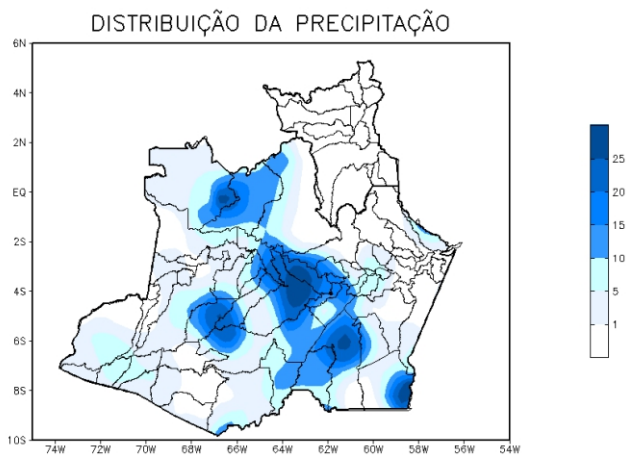 DISTRIBUIÇÃO DA PRECIPITAÇÃO
6N
4N
2N
EQ
2S
4S
6S
8S
10S
74W 72W 70W 68W 66W 64W 62W 60W 58W 56W 54W
25
20
15
10
5
1